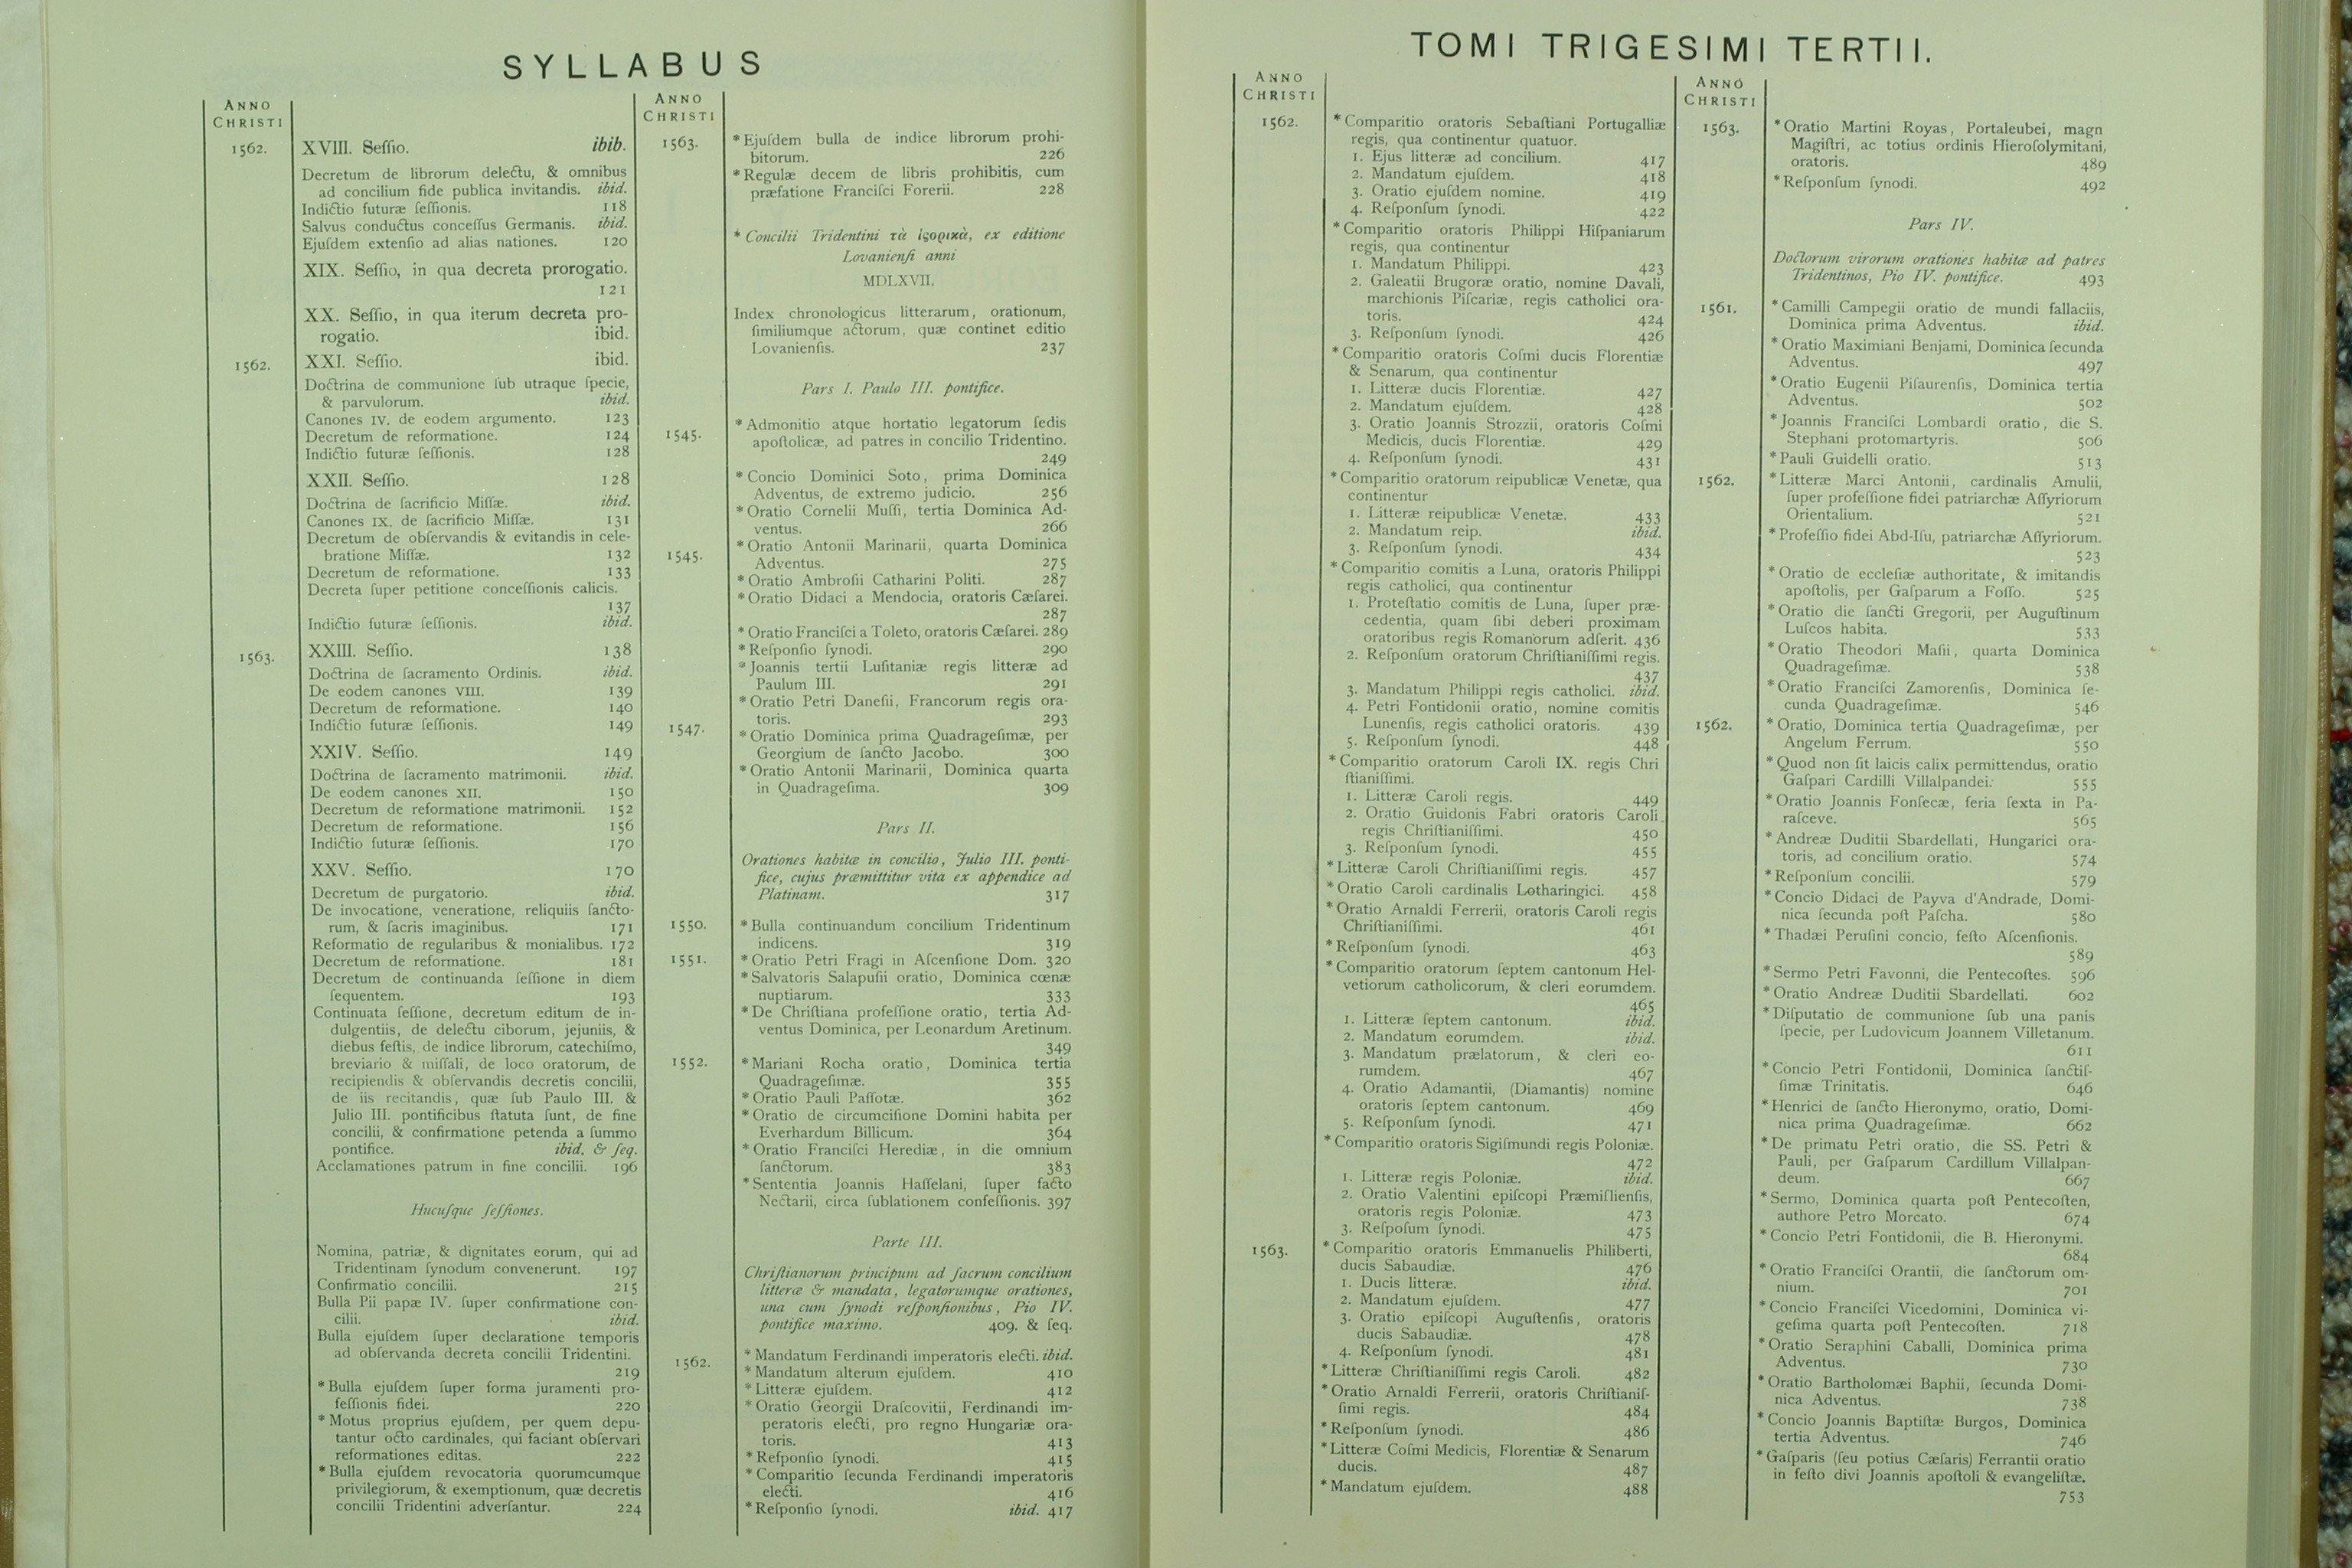 SYLLABUS
ANNO
CHRISTI
1562.
XVIII. Seſſio. ibib.
Decretum de librorum delectu, & omnibus
ad concilium fide publica invitandis. ibid.
Indictio futuræ ſeſſionis. 118
Salvus conductus conceſſus Germanis. ibid.
Ejuſdem extenſio ad alias nationes. 120
XIX. Seſſio, in qua decreta prorogatio.
121
XX. Seſſio, in qua iterum decreta pro-
rogatio. ibid.
1562.
XXI. Seſſio. ibid.
Doctrina de communione ſub utraque ſpecie,
& parvulorum. ibid.
Canones IV. de eodem argumento. 123
Decretum de reformatione. 124
Indictio futuræ ſeſſionis. 128
XXII. Seſſio. 128
Doctrina de ſacrificio Miſſæ. ibid.
Canones IX. de ſacrificio Miſſæ. 131
Decretum de obſervandis & evitandis in cele-
bratione Miſſæ. 132
Decretum de reformatione. 133
Decreta ſuper petitione conceſſionis calicis.
137
Indictio futuræ ſeſſionis. ibid.
1563.
XXIII. Seſſio. 138
Doctrina de ſacramento Ordinis. ibid.
De eodem canones VIII. 139
Decretum de reformatione. 140
Indictio futuræ ſeſſionis. 149
XXIV. Seſſio. 149
Doctrina de ſacramento matrimonii. ibid.
De eodem canones XII. 150
Decretum de reformatione matrimonii. 152
Decretum de reformatione. 156
Indictio futuræ ſeſſionis. 170
XXV. Seſſio. 170
Decretum de purgatorio. ibid.
De invocatione, veneratione, reliquiis ſancto-
rum, & ſacris imaginibus. 171
Reformatio de regularibus & monialibus. 172
Decretum de reformatione. 181
Decretum de continuanda ſeſſione in diem
ſequentem. 193
Continuata ſeſſione, decretum editum de in-
dulgentiis, de delectu ciborum, jejuniis, &
diebus feſtis, de indice librorum, catechiſmo,
breviario & miſſali, de loco oratorum, de
recipiendis & obſervandis decretis concilii,
de iis recitandis, quæ ſub Paulo III. &
Julio III. pontificibus ſtatuta ſunt, de fine
concilii, & confirmatione petenda a ſummo
pontifice. ibid. & ſeq.
Acclamationes patrum in fine concilii. 196
Hucuſque ſeſſiones.
Nomina, patriæ, & dignitates eorum, qui ad
Tridentinam ſynodum convenerunt. 197
Confirmatio concilii. 215
Bulla Pii papæ IV. ſuper confirmatione con-
cilii. ibid.
Bulla ejuſdem ſuper declaratione temporis
ad obſervanda decreta concilii Tridentini.
219
* Bulla ejuſdem ſuper forma juramenti pro-
feſſionis fidei. 220
* Motus proprius ejuſdem, per quem depu-
tantur octo cardinales, qui faciant obſervari
reformationes editas. 222
* Bulla ejuſdem revocatoria quorumcumque
privilegiorum, & exemptionum, quæ decretis
concilii Tridentini adverſantur. 224
ANNO
CHRISTI
1563.
* Ejuſdem bulla de indice librorum prohi-
bitorum. 226
* Regulæ decem de libris prohibitis, cum
præfatione Franciſci Forerii. 228
* Concilii Tridentini τὰ ἱϛορικὰ, ex editione
Lovanienſi anni
MDLXVII.
Index chronologicus litterarum, orationum,
ſimiliumque actorum, quæ continet editio
Lovanienſis. 237
Pars I. Paulo III. pontifice.
* Admonitio atque hortatio legatorum ſedis
1545.
apoſtolicæ, ad patres in concilio Tridentino.
249
* Concio Dominici Soto, prima Dominica
Adventus, de extremo judicio. 256
* Oratio Cornelii Muſſi, tertia Dominica Ad-
ventus. 266
1545.
* Oratio Antonii Marinarii, quarta Dominica
Adventus. 275
* Oratio Ambroſii Catharini Politi. 287
* Oratio Didaci a Mendocia, oratoris Cæſarei.
287
* Oratio Franciſci a Toleto, oratoris Cæſarei. 289
* Reſponſio ſynodi. 290
* Joannis tertii Luſitaniæ regis litteræ ad
Paulum III. 291
* Oratio Petri Daneſii, Francorum regis ora-
toris. 293
1547.
* Oratio Dominica prima Quadrageſimæ, per
Georgium de ſancto Jacobo. 300
* Oratio Antonii Marinarii, Dominica quarta
in Quadrageſima. 309
Pars II.
Orationes habitæ in concilio, Julio III. ponti-
fice, cujus præmittitur vita ex appendice ad
Platinam. 317
1550.
* Bulla continuandum concilium Tridentinum
indicens. 319
1551.
* Oratio Petri Fragi in Aſcenſione Dom. 320
* Salvatoris Salapuſii oratio, Dominica cœnæ
nuptiarum. 333
* De Chriſtiana profeſſione oratio, tertia Ad-
ventus Dominica, per Leonardum Aretinum.
349
1552.
* Mariani Rocha oratio, Dominica tertia
Quadrageſimæ. 355
* Oratio Pauli Paſſotæ. 362
* Oratio de circumciſione Domini habita per
Everhardum Billicum. 364
* Oratio Franciſci Herediæ, in die omnium
ſanctorum. 383
* Sententia Joannis Haſſelani, ſuper facto
Nectarii, circa ſublationem confeſſionis. 397
Parte III.
Chriſtianorum principum ad ſacrum concilium
litteræ & mandata, legatorumque orationes,
una cum ſynodi reſponſionibus, Pio IV.
pontifice maximo. 409. & ſeq.
1562.
* Mandatum Ferdinandi imperatoris electi. ibid.
* Mandatum alterum ejuſdem. 410
* Litteræ ejuſdem. 412
* Oratio Georgii Draſcovitii, Ferdinandi im-
peratoris electi, pro regno Hungariæ ora-
toris. 413
* Reſponſio ſynodi. 415
* Comparitio ſecunda Ferdinandi imperatoris
electi. 416
* Reſponſio ſynodi. ibid. 417
TOMI TRIGESIMI TERTII.
ANNO
CHRISTI
1562.
* Comparitio oratoris Sebaſtiani Portugalliæ
regis, qua continentur quatuor.
1. Ejus litteræ ad concilium. 417
2. Mandatum ejuſdem. 418
3. Oratio ejuſdem nomine. 419
4. Reſponſum ſynodi. 422
* Comparitio oratoris Philippi Hiſpaniarum
regis, qua continentur
1. Mandatum Philippi. 423
2. Galeatii Brugoræ oratio, nomine Davali,
marchionis Piſcariæ, regis catholici ora-
toris. 424
3. Reſponſum ſynodi. 426
* Comparitio oratoris Coſmi ducis Florentiæ
& Senarum, qua continentur
1. Litteræ ducis Florentiæ. 427
2. Mandatum ejuſdem. 428
3. Oratio Joannis Strozzii, oratoris Coſmi
Medicis, ducis Florentiæ. 429
4. Reſponſum ſynodi. 431
* Comparitio oratorum reipublicæ Venetæ, qua
continentur
1. Litteræ reipublicæ Venetæ. 433
2. Mandatum reip. ibid.
3. Reſponſum ſynodi. 434
* Comparitio comitis a Luna, oratoris Philippi
regis catholici, qua continentur
1. Proteſtatio comitis de Luna, ſuper præ-
cedentia, quam ſibi deberi proximam
oratoribus regis Romanorum adſerit. 436
2. Reſponſum oratorum Chriſtianiſſimi regis.
437
3. Mandatum Philippi regis catholici. ibid.
4. Petri Fontidonii oratio, nomine comitis
Lunenſis, regis catholici oratoris. 439
5. Reſponſum ſynodi. 448
* Comparitio oratorum Caroli IX. regis Chri
ſtianiſſimi.
1. Litteræ Caroli regis. 449
2. Oratio Guidonis Fabri oratoris Caroli
regis Chriſtianiſſimi. 450
3. Reſponſum ſynodi. 455
* Litteræ Caroli Chriſtianiſſimi regis. 457
* Oratio Caroli cardinalis Lotharingici. 458
* Oratio Arnaldi Ferrerii, oratoris Caroli regis
Chriſtianiſſimi. 461
* Reſponſum ſynodi. 463
* Comparitio oratorum ſeptem cantonum Hel-
vetiorum catholicorum, & cleri eorumdem.
465
1. Litteræ ſeptem cantonum. ibid.
2. Mandatum eorumdem. ibid.
3. Mandatum prælatorum, & cleri eo-
rumdem. 467
4. Oratio Adamantii, (Diamantis) nomine
oratoris ſeptem cantonum. 469
5. Reſponſum ſynodi. 471
* Comparitio oratoris Sigiſmundi regis Poloniæ.
472
1. Litteræ regis Poloniæ. ibid.
2. Oratio Valentini epiſcopi Præmiſlienſis,
oratoris regis Poloniæ. 473
3. Reſpoſum ſynodi. 475
1563.
* Comparitio oratoris Emmanuelis Philiberti,
ducis Sabaudiæ. 476
1. Ducis litteræ. ibid.
2. Mandatum ejuſdem. 477
3. Oratio epiſcopi Auguſtenſis, oratoris
ducis Sabaudiæ. 478
4. Reſponſum ſynodi. 481
* Litteræ Chriſtianiſſimi regis Caroli. 482
* Oratio Arnaldi Ferrerii, oratoris Chriſtianiſ-
ſimi regis. 484
* Reſponſum ſynodi. 486
* Litteræ Coſmi Medicis, Florentiæ & Senarum
ducis. 487
* Mandatum ejuſdem. 488
ANNO
CHRISTI
1563.
* Oratio Martini Royas, Portaleubei, magn
Magiſtri, ac totius ordinis Hieroſolymitani,
oratoris. 489
* Reſponſum ſynodi. 492
Pars IV.
Doctorum virorum orationes habitæ ad patres
Tridentinos, Pio IV. pontifice. 493
1561.
* Camilli Campegii oratio de mundi fallaciis,
Dominica prima Adventus. ibid.
* Oratio Maximiani Benjami, Dominica ſecunda
Adventus. 497
* Oratio Eugenii Piſaurenſis, Dominica tertia
Adventus. 502
* Joannis Franciſci Lombardi oratio, die S.
Stephani protomartyris. 506
* Pauli Guidelli oratio. 513
1562.
* Litteræ Marci Antonii, cardinalis Amulii,
ſuper profeſſione fidei patriarchæ Aſſyriorum
Orientalium. 521
* Profeſſio fidei Abd-Iſu, patriarchæ Aſſyriorum.
523
* Oratio de eccleſiæ authoritate, & imitandis
apoſtolis, per Gaſparum a Foſſo. 525
* Oratio die ſancti Gregorii, per Auguſtinum
Luſcos habita. 533
* Oratio Theodori Maſii, quarta Dominica
Quadrageſimæ. 538
* Oratio Franciſci Zamorenſis, Dominica ſe-
cunda Quadrageſimæ. 546
1562.
* Oratio, Dominica tertia Quadrageſimæ, per
Angelum Ferrum. 550
* Quod non ſit laicis calix permittendus, oratio
Gaſpari Cardilli Villalpandei. 555
* Oratio Joannis Fonſecæ, feria ſexta in Pa-
raſceve. 565
* Andreæ Duditii Sbardellati, Hungarici ora-
toris, ad concilium oratio. 574
* Reſponſum concilii. 579
* Concio Didaci de Payva d'Andrade, Domi-
nica ſecunda poſt Paſcha. 580
* Thadæi Peruſini concio, feſto Aſcenſionis.
589
* Sermo Petri Favonni, die Pentecoſtes. 596
* Oratio Andreæ Duditii Sbardellati. 602
* Diſputatio de communione ſub una panis
ſpecie, per Ludovicum Joannem Villetanum.
611
* Concio Petri Fontidonii, Dominica ſanctiſ-
ſimæ Trinitatis. 646
* Henrici de ſancto Hieronymo, oratio, Domi-
nica prima Quadrageſimæ. 662
* De primatu Petri oratio, die SS. Petri &
Pauli, per Gaſparum Cardillum Villalpan-
deum. 667
* Sermo, Dominica quarta poſt Pentecoſten,
authore Petro Morcato. 674
* Concio Petri Fontidonii, die B. Hieronymi.
684
* Oratio Franciſci Orantii, die ſanctorum om-
nium. 701
* Concio Franciſci Vicedomini, Dominica vi-
geſima quarta poſt Pentecoſten. 718
* Oratio Seraphini Caballi, Dominica prima
Adventus. 730
* Oratio Bartholomæi Baphii, ſecunda Domi-
nica Adventus. 738
* Concio Joannis Baptiſtæ Burgos, Dominica
tertia Adventus. 746
* Gaſparis (ſeu potius Cæſaris) Ferrantii oratio
in feſto divi Joannis apoſtoli & evangeliſtæ.
753